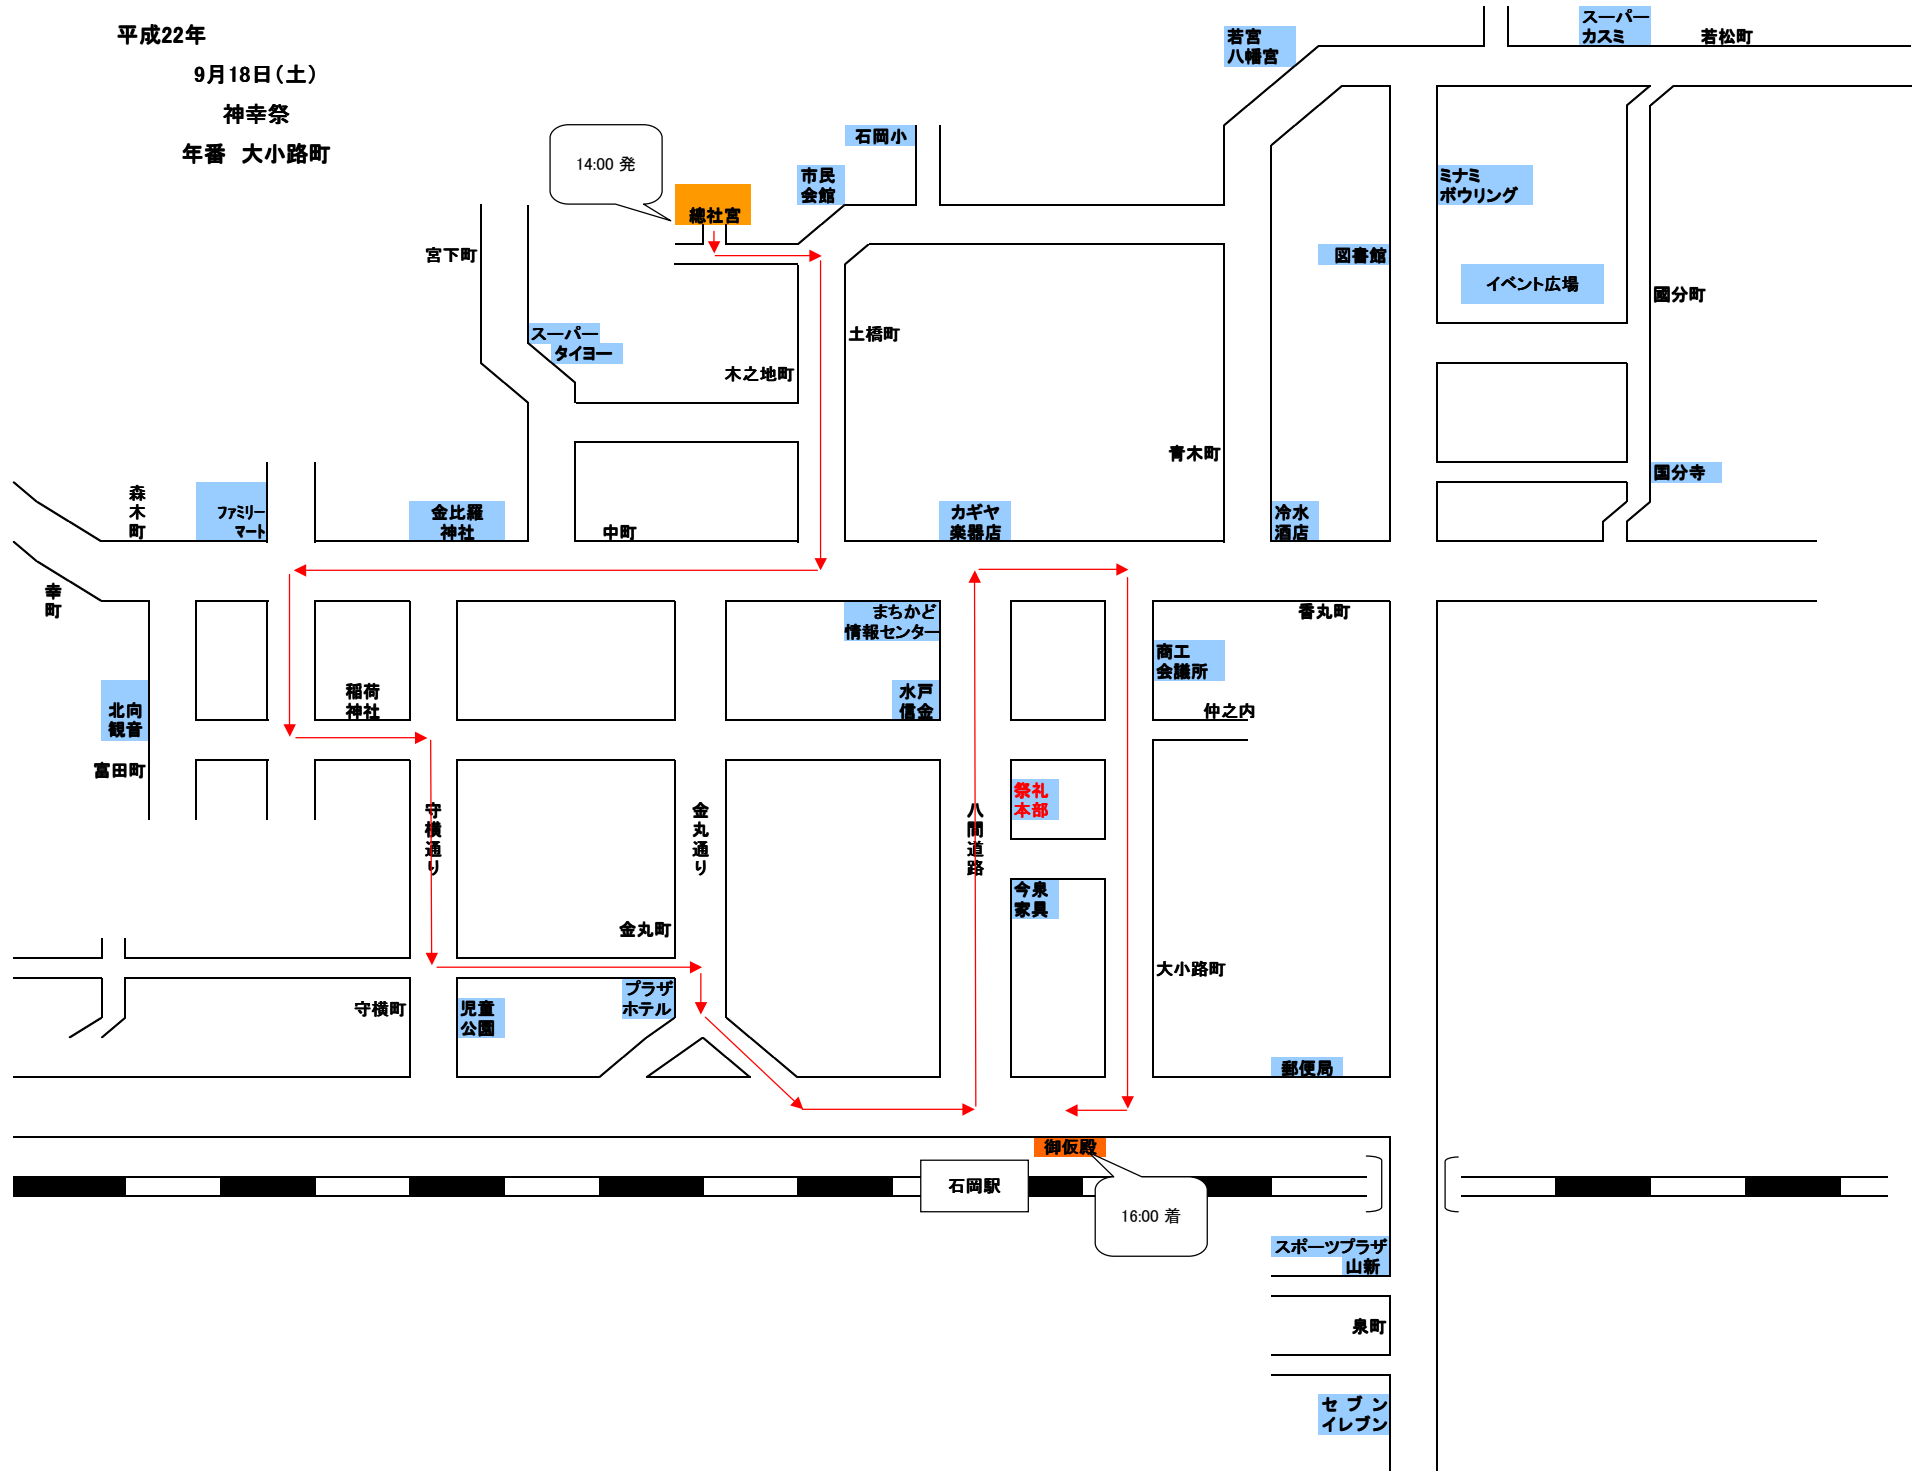 平成22年
9月18日(土)
神幸祭
年番 大小路町
スーパー
カスミ
若松町
若宮
八幡宮
石岡小
14:00 発
市民
会館
ミナミ
ボウリング
總社宮
宮下町
図書館
イベント広場
國分町
スーパー
タイヨー
土橋町
木之地町
青木町
国分寺
森木町
ファミリー
マート
金比羅
神社
中町
カギヤ
楽器店
冷水
酒店
幸町
まちかど
情報センター
香丸町
商工
会議所
北向
観音
稲荷
神社
水戸
信金
仲之内
富田町
祭礼
本部
守横通り
金丸通り
八間道路
今泉
家具
金丸町
大小路町
守横町
児童
公園
プラザ
ホテル
郵便局
御仮殿
石岡駅
16:00 着
スポーツプラザ
山新
泉町
セブン
イレブン